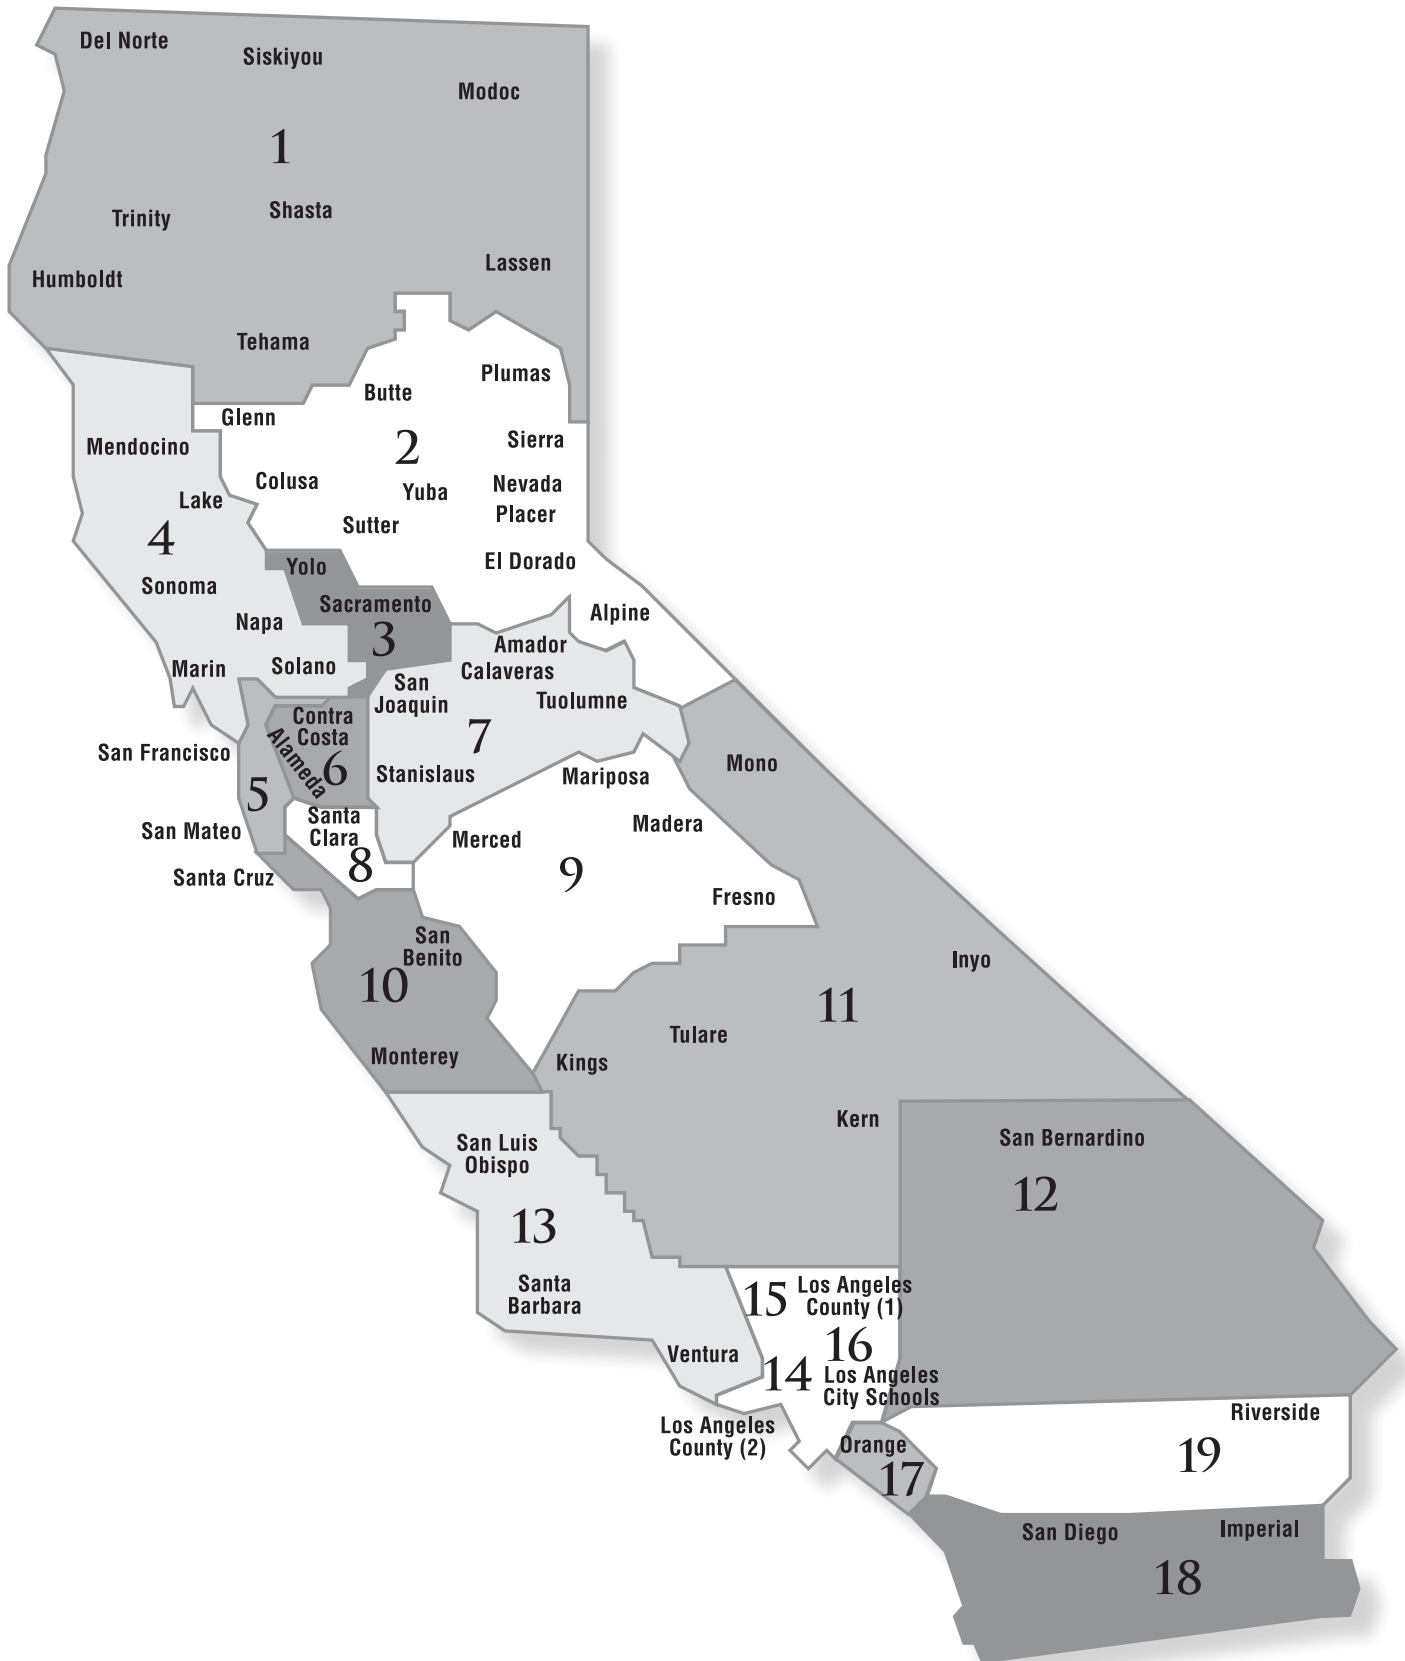 Del Norte
Siskiyou
Modoc
1
Trinity
Shasta
Lassen
Humboldt
Tehama
Plumas
Butte
Glenn
Sierra
Mendocino
2
Colusa
Nevada
Yuba
Lake
Placer
Sutter
4
El Dorado
Yolo
Sonoma
Sacramento
Alpine
Napa
3
Amador
Marin
Solano
Calaveras
San
Joaquin
Tuolumne
Contra
Costa
Alameda
7
San Francisco
6
Mono
Stanislaus
Mariposa
5
Santa
Clara
Madera
San Mateo
Merced
8
9
Santa Cruz
Fresno
San
Benito
Inyo
10
11
Tulare
Monterey
Kings
Kern
San Bernardino
San Luis
Obispo
12
13
Santa
Barbara
15
Los Angeles
County (1)
16
Ventura
14
Los Angeles
City Schools
Los Angeles
County (2)
Riverside
Orange
19
17
San Diego
Imperial
18